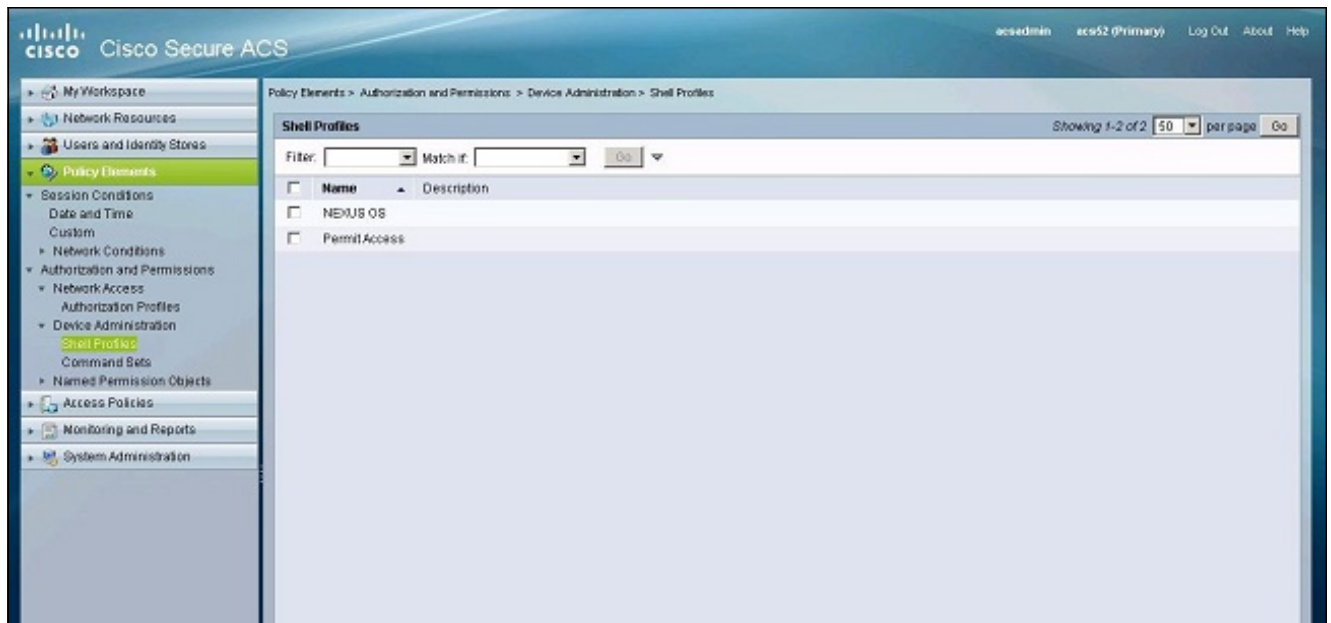 CISCO Cisco Secure ACS
acsadmin acs52 (Primary) Log Out About Help
My Workspace
Network Resources
Users and Identity Stores
Policy Elements
Session Conditions
Date and Time
Custom
Network Conditions
Authorization and Permissions
Network Access
Authorization Profiles
Device Administration
Shell Profiles
Command Sets
Named Permission Objects
Access Policies
Monitoring and Reports
System Administration
Policy Elements > Authorization and Permissions > Device Administration > Shell Profiles
Shell Profiles Showing 1-2 of 2 50 per page Go
Filter: Match if: Go
Name Description
NEXUS OS
Permit Access